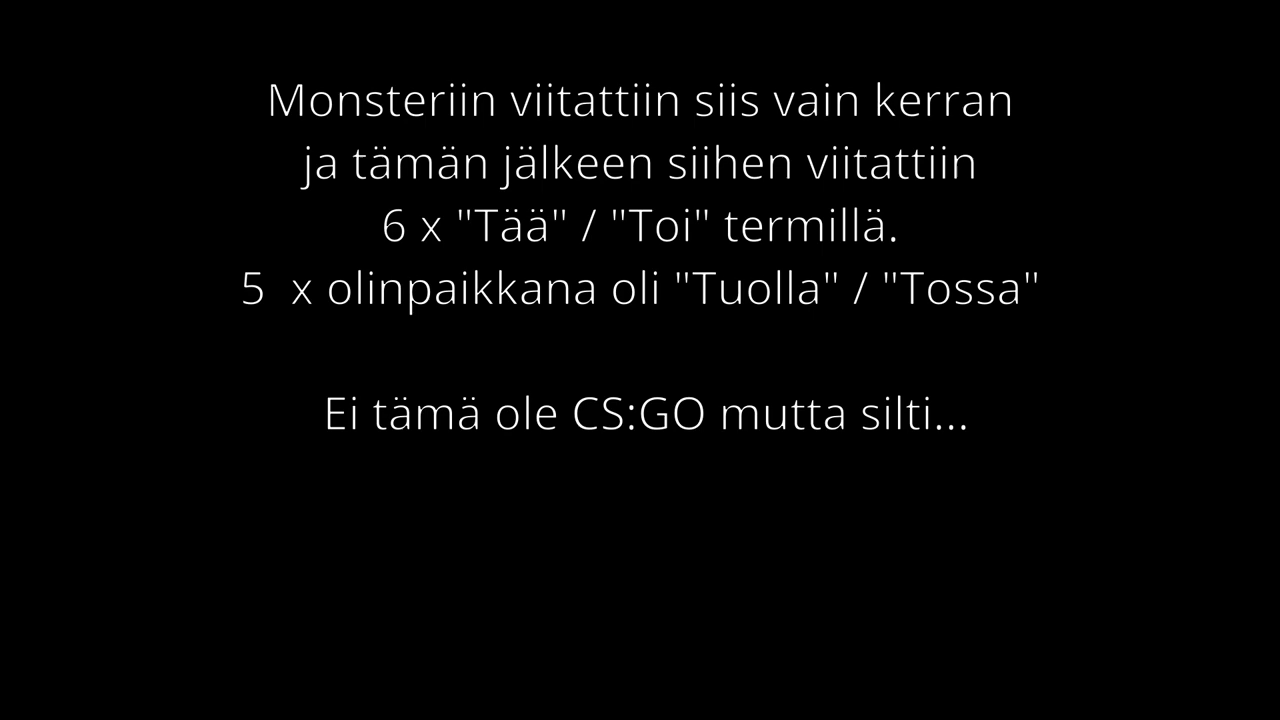 Monsteriin viitattiin siis vain kerran
ja tämän jälkeen siihen viitattiin
6 x "Tää" / "Toi" termillä.
5  x olinpaikkana oli "Tuolla" / "Tossa"
Ei tämä ole CS:GO mutta silti...